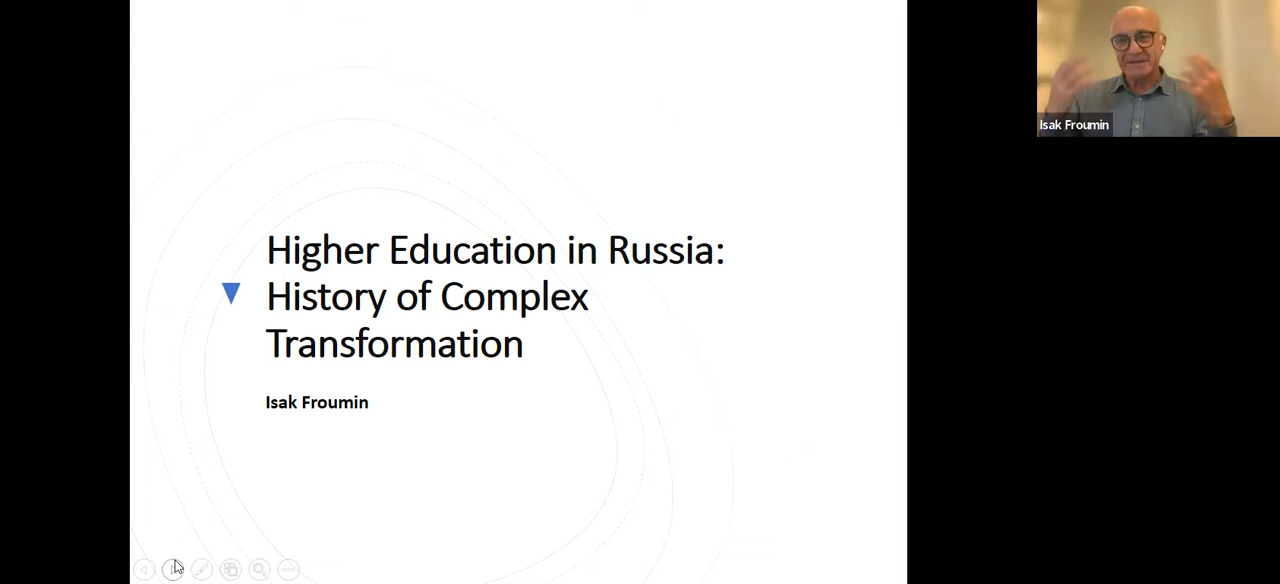 Higher Education in Russia:
History of Complex
Transformation
Isak Froumin
Isak Froumin